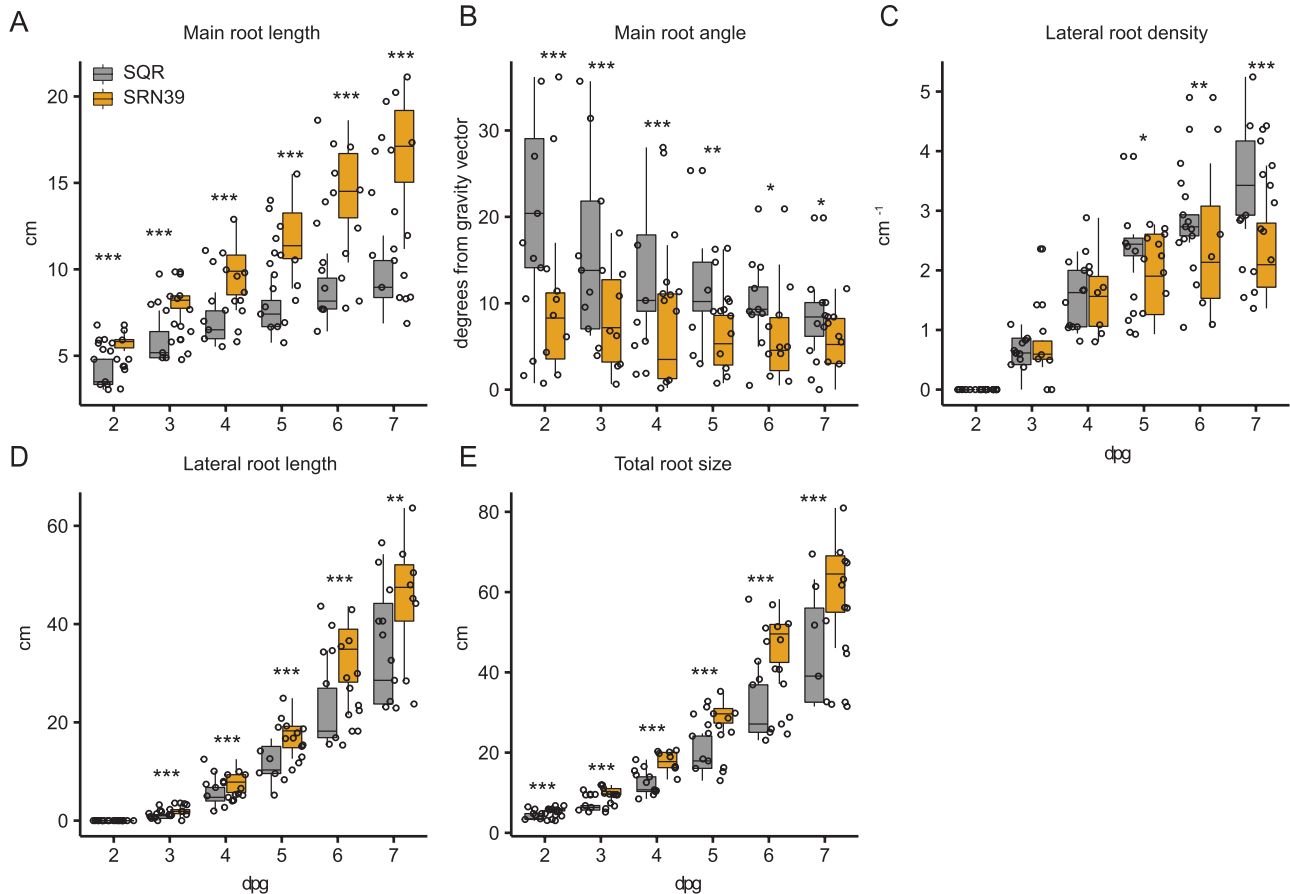 A
Main root length
SQR
SRN39
cm
20
15
10
5
***
***
***
***
***
***
2 3 4 5 6 7
B
Main root angle
degrees from gravity vector
30
20
10
0
***
***
***
**
*
*
2 3 4 5 6 7
C
Lateral root density
cm -1
5
4
3
2
1
0
*
**
***
2 3 4 5 6 7
dpg
D
Lateral root length
cm
60
40
20
0
***
***
***
***
**
2 3 4 5 6 7
dpg
E
Total root size
cm
80
60
40
20
0
***
***
***
***
***
***
2 3 4 5 6 7
dpg